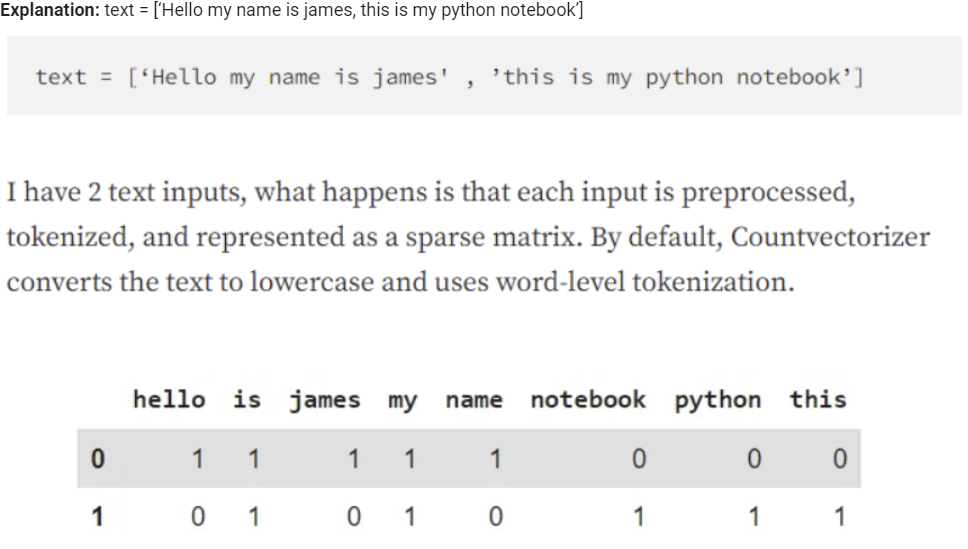 Explanation: text = [‘Hello my name is james, this is my python notebook’]
text = [‘Hello my name is james' , ’this is my python notebook’]
I have 2 text inputs, what happens is that each input is preprocessed,
tokenized, and represented as a sparse matrix. By default, Countvectorizer
converts the text to lowercase and uses word-level tokenization.
hello is james my name notebook python this
0 1 1 1 1 1 0 0 0
1 0 1 0 1 0 1 1 1